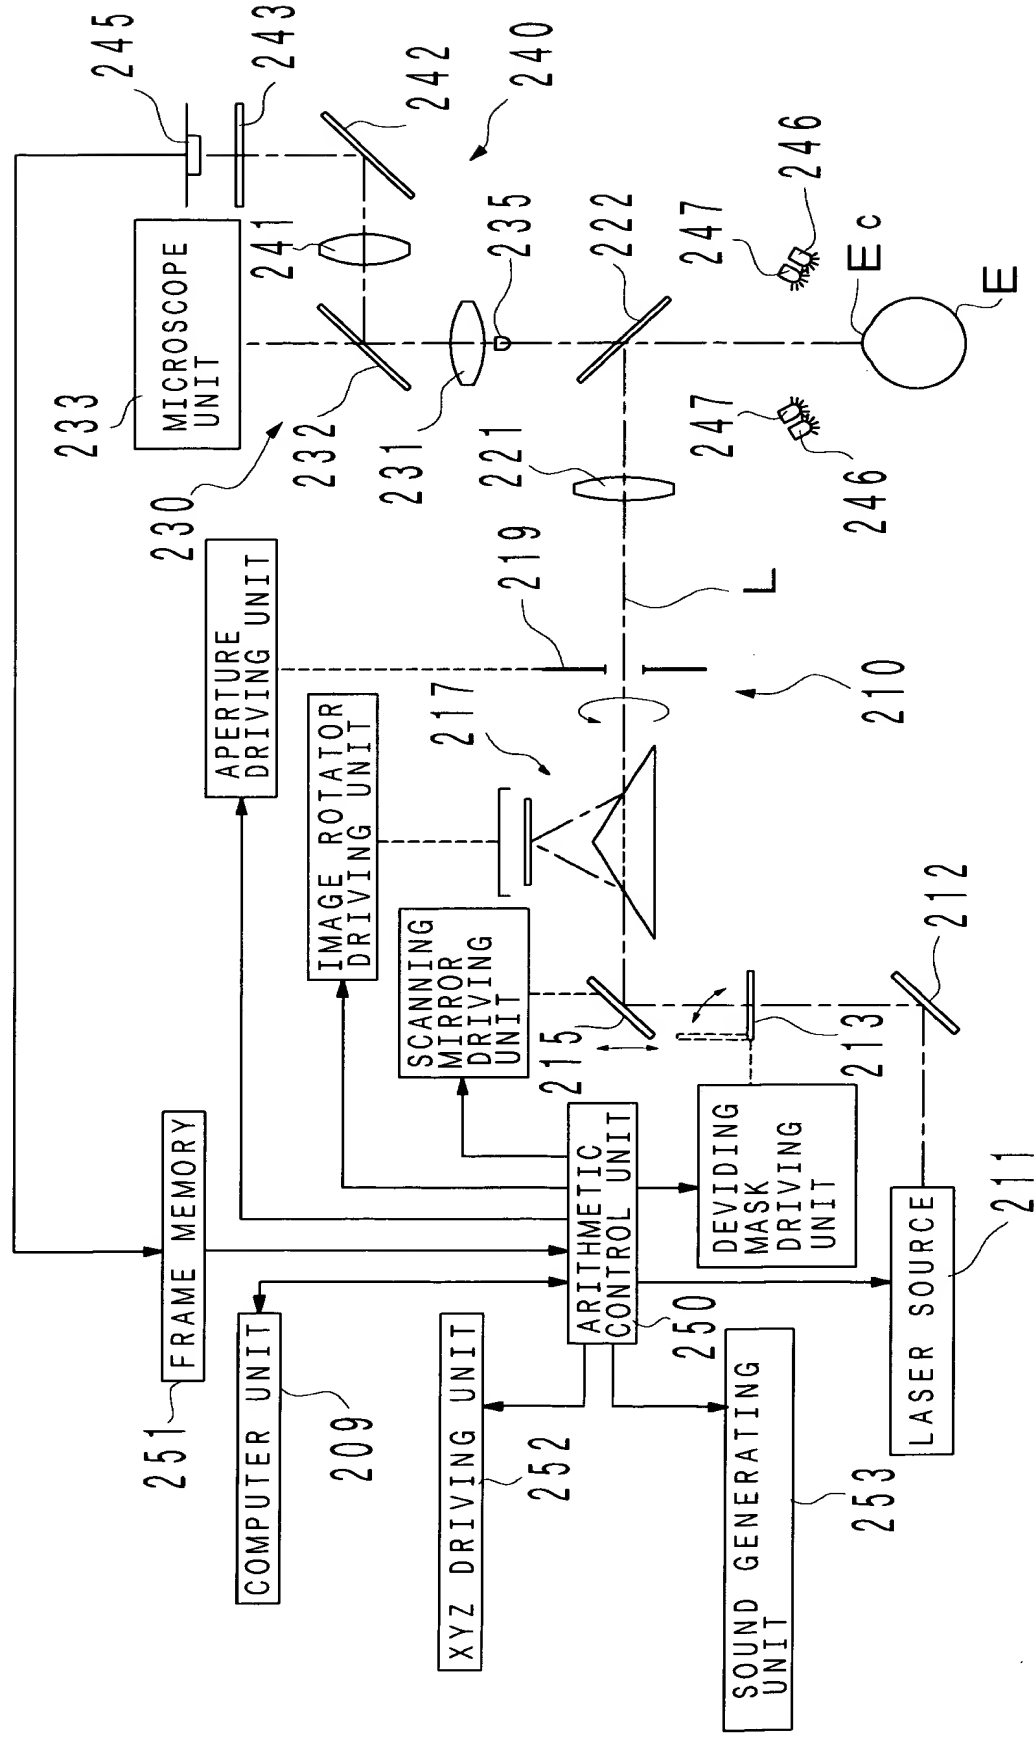 245
243
242
240
233
MICROSCOPE
UNIT
241
235
222
247
246
Ec
E
230
232
231
221
247
246
APERTURE
DRIVING UNIT
219
L
IMAGE ROTATOR
DRIVING UNIT
217
210
SCANNING
MIRROR
DRIVING
UNIT
215
212
213
FRAME MEMORY
251
ARITHMETIC
CONTROL UNIT
250
DEVIDING
MASK
DRIVING
UNIT
COMPUTER UNIT
209
XYZ DRIVING UNIT
252
SOUND GENERATING
UNIT
253
LASER SOURCE
211